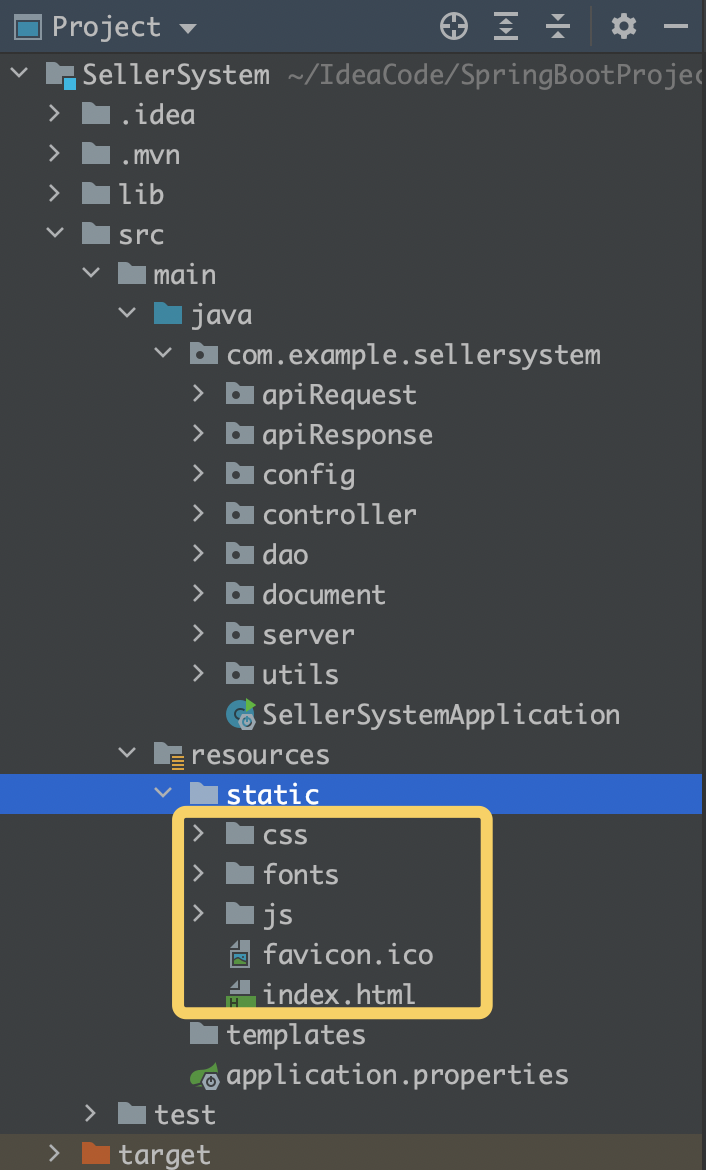 Project
SellerSystem ~/IdeaCode/SpringBootProjec
.idea
.mvn
lib
src
main
java
com.example.sellersystem
apiRequest
apiResponse
config
controller
dao
document
server
utils
SellerSystemApplication
resources
static
css
fonts
js
favicon.ico
index.html
templates
application.properties
test
target